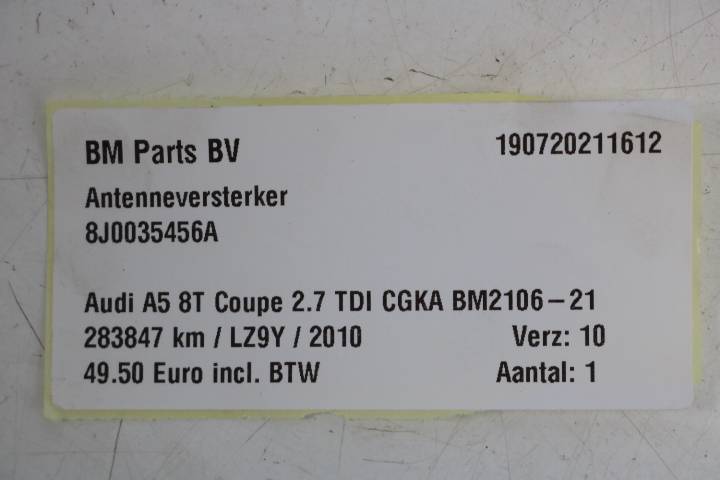 BM Parts BV 190720211612
Antenneversterker
8J0035456A
Audi A5 8T Coupe 2.7 TDI CGKA BM2106-21
283847 km / LZ9Y / 2010 Verz: 10
49.50 Euro incl. BTW Aantal: 1